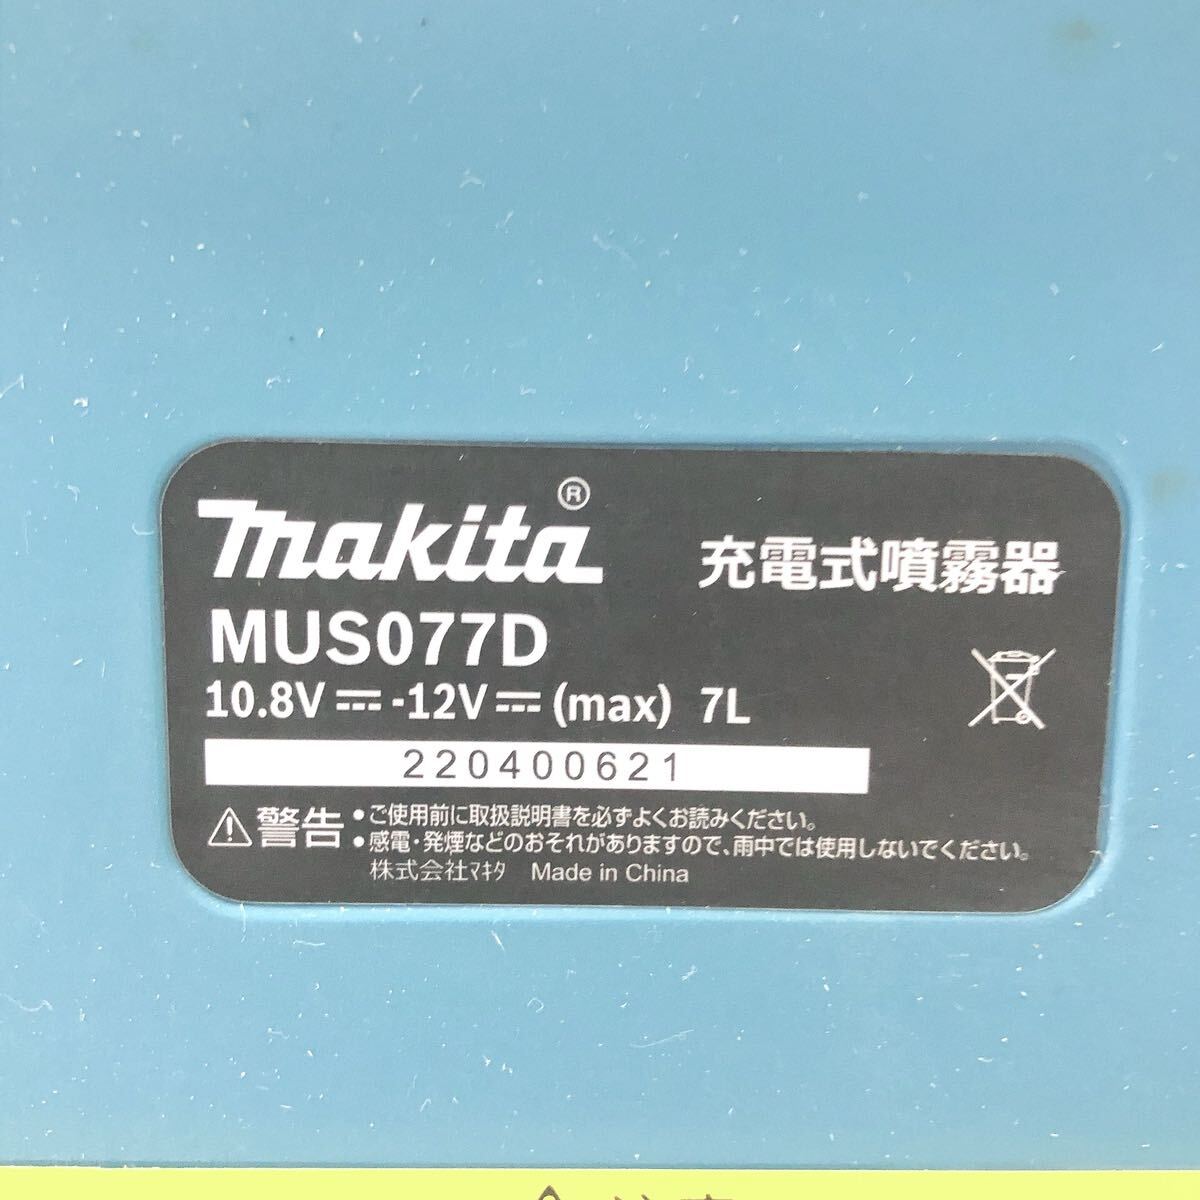 makita®
充電式噴霧器
MUS077D
10.8V⎓-12V⎓(max) 7L
220400621
⚠警告 •ご使用前に取扱説明書を必ずよくお読みください。
•感電・発煙などのおそれがありますので、雨中では使用しないでください。
株式会社マキタ Made in China